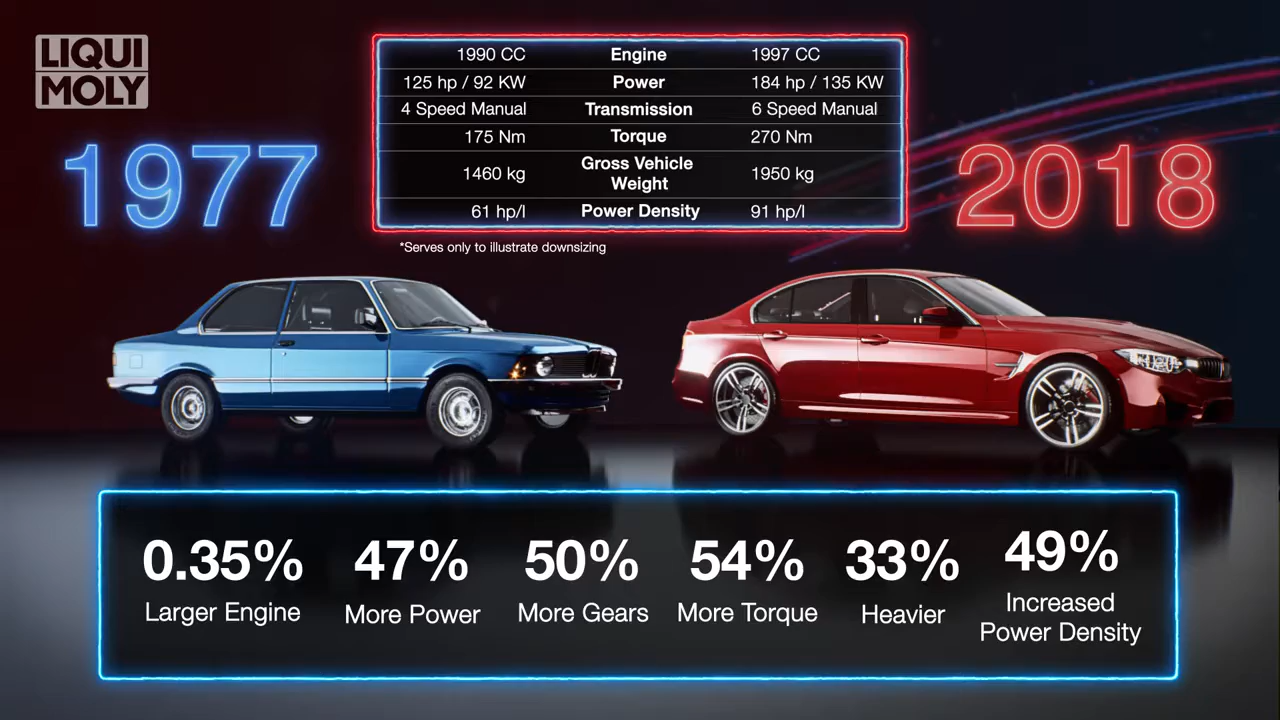 LIQUI
MOLY
1977
2018
1990 CC Engine 1997 CC
125 hp / 92 KW Power 184 hp / 135 KW
4 Speed Manual Transmission 6 Speed Manual
175 Nm Torque 270 Nm
1460 kg Gross Vehicle Weight 1950 kg
61 hp/l Power Density 91 hp/l
*Serves only to illustrate downsizing
0.35% 47% 50% 54% 33% 49%
Larger Engine More Power More Gears More Torque Heavier Increased
Power Density